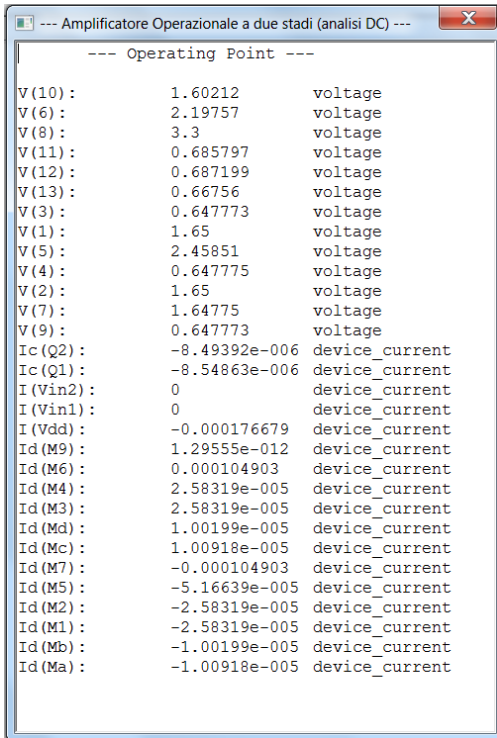 --- Amplificatore Operazionale a due stadi (analisi DC) ---
--- Operating Point ---
V(10): 1.60212 voltage
V(6): 2.19757 voltage
V(8): 3.3 voltage
V(11): 0.685797 voltage
V(12): 0.687199 voltage
V(13): 0.66756 voltage
V(3): 0.647773 voltage
V(1): 1.65 voltage
V(5): 2.45851 voltage
V(4): 0.647775 voltage
V(2): 1.65 voltage
V(7): 1.64775 voltage
V(9): 0.647773 voltage
Ic(Q2): -8.49392e-006 device_current
Ic(Q1): -8.54863e-006 device_current
I(Vin2): 0 device_current
I(Vin1): 0 device_current
I(Vdd): -0.000176679 device_current
Id(M9): 1.29555e-012 device_current
Id(M6): 0.000104903 device_current
Id(M4): 2.58319e-005 device_current
Id(M3): 2.58319e-005 device_current
Id(Md): 1.00199e-005 device_current
Id(Mc): 1.00918e-005 device_current
Id(M7): -0.000104903 device_current
Id(M5): -5.16639e-005 device_current
Id(M2): -2.58319e-005 device_current
Id(M1): -2.58319e-005 device_current
Id(Mb): -1.00199e-005 device_current
Id(Ma): -1.00918e-005 device_current